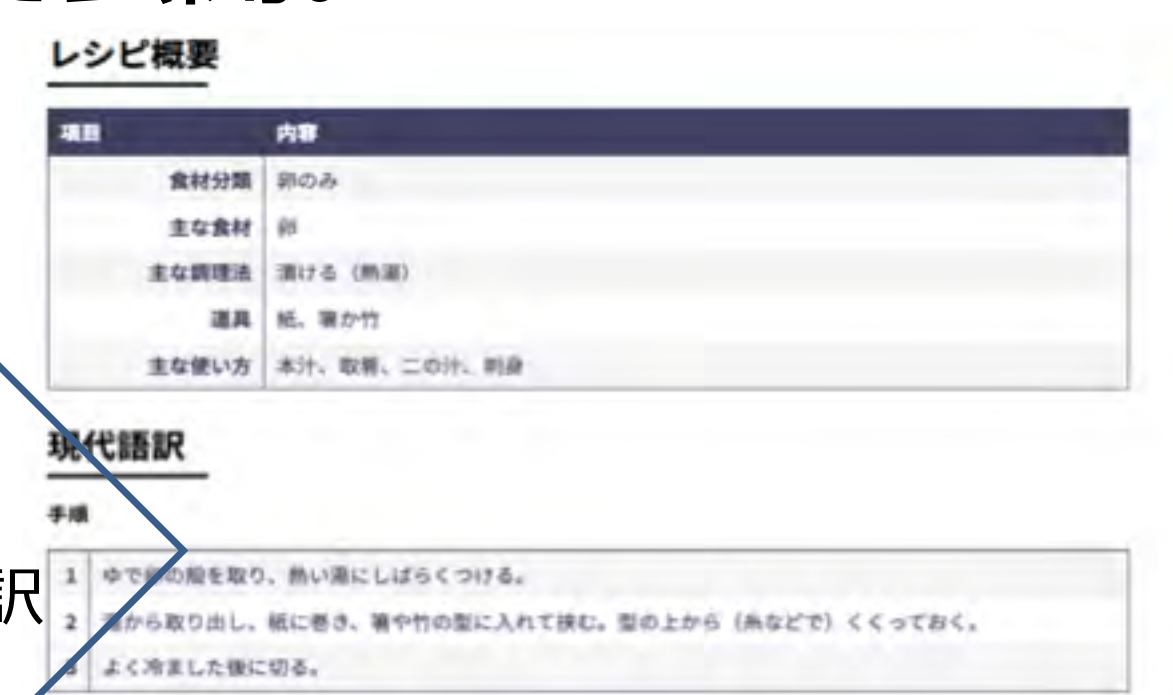 レシピ概要
項目 内容
食材分類 卵のみ
主な食材 卵
主な調理法 漬ける（熱湯）
道具 紙、箸か竹
主な使い方 本汁、取肴、二の汁、刺身
現代語訳
手順
1 ゆで卵の殻を取り、熱い湯にしばらくつける。
訳
2 湯から取り出し、紙に巻き、箸や竹の型に入れて挟む。型の上から（糸などで）くくっておく。
3 よく冷ました後に切る。